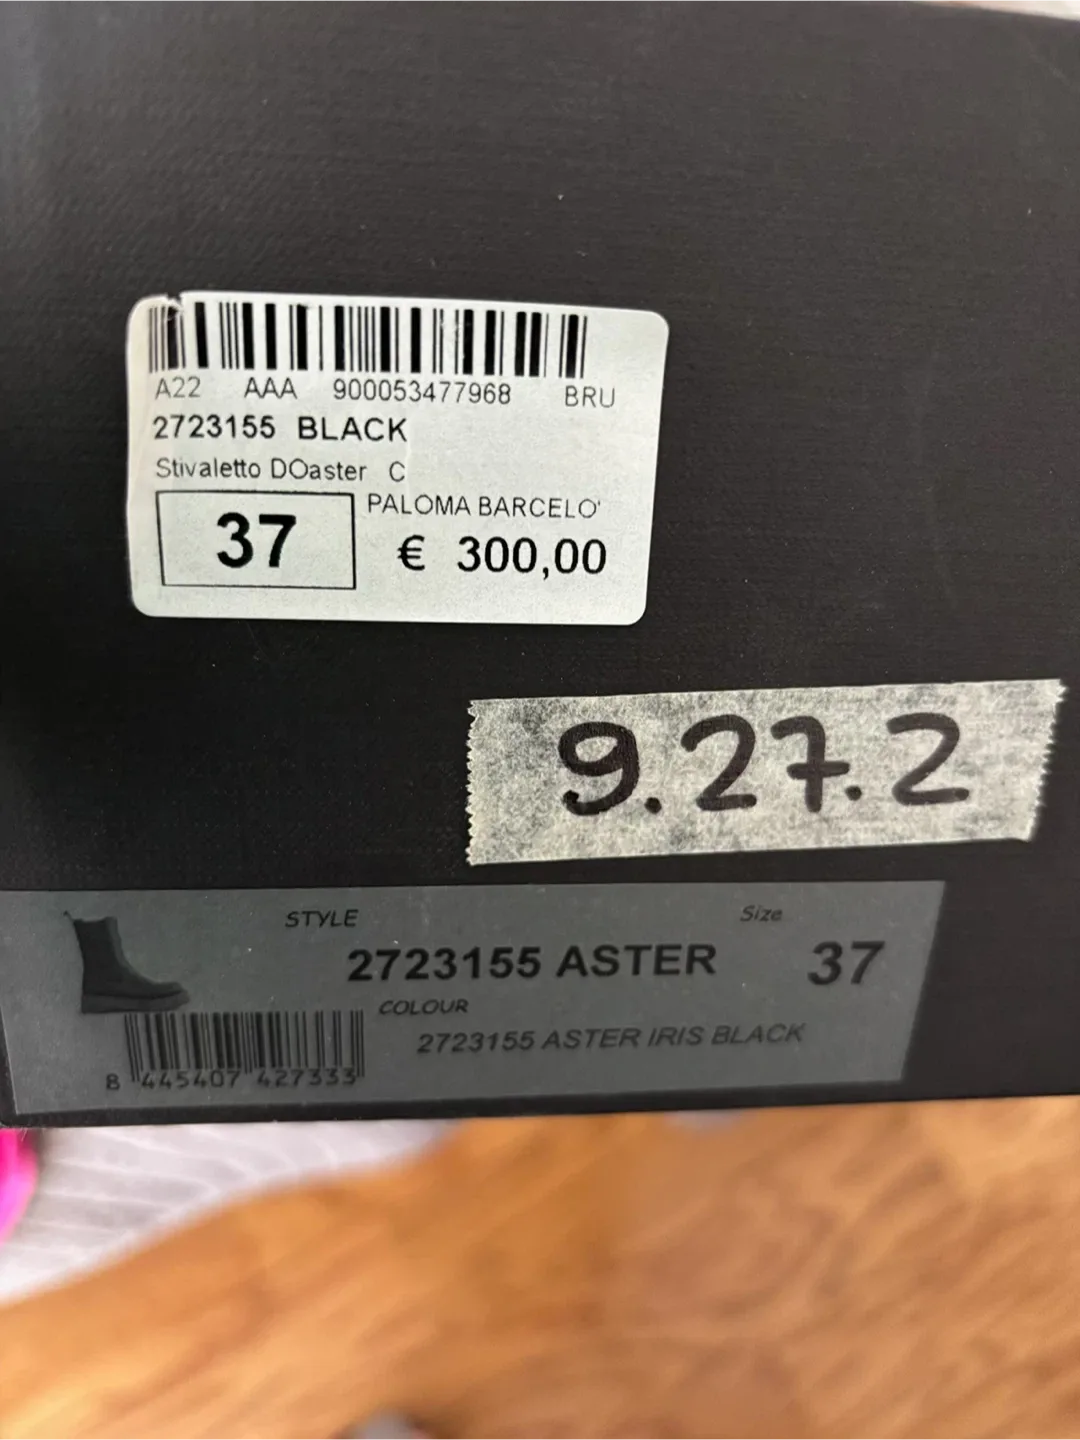 A22 AAA 900053477968 BRU
2723155 BLACK
Stivaletto DOaster C
PALOMA BARCELO'
37 € 300,00
9.27.2
STYLE Size
2723155 ASTER 37
COLOUR
2723155 ASTER IRIS BLACK
8 445407 427333